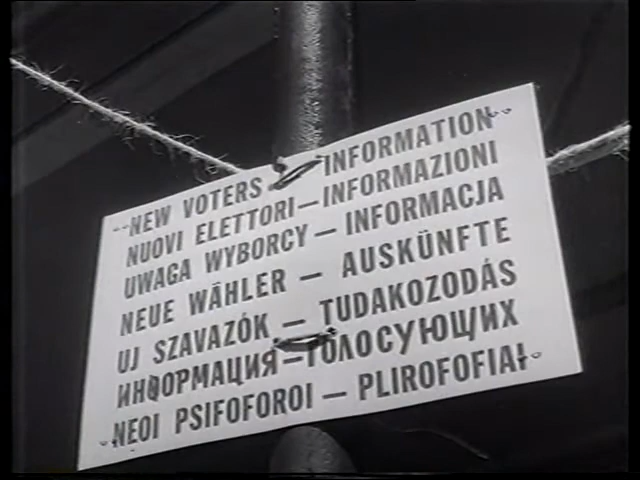 NEW VOTERS - INFORMATION
NUOVI ELETTORI - INFORMAZIONI
UWAGA WYBORCY - INFORMACJA
NEUE WÄHLER - AUSKÜNFTE
UJ SZAVAZÓK - TUDAKOZODÁS
ИНФОРМАЦИЯ - ГОЛОСУЮЩИХ
NEOI PSIFOFOROI - PLIROFOFIAI